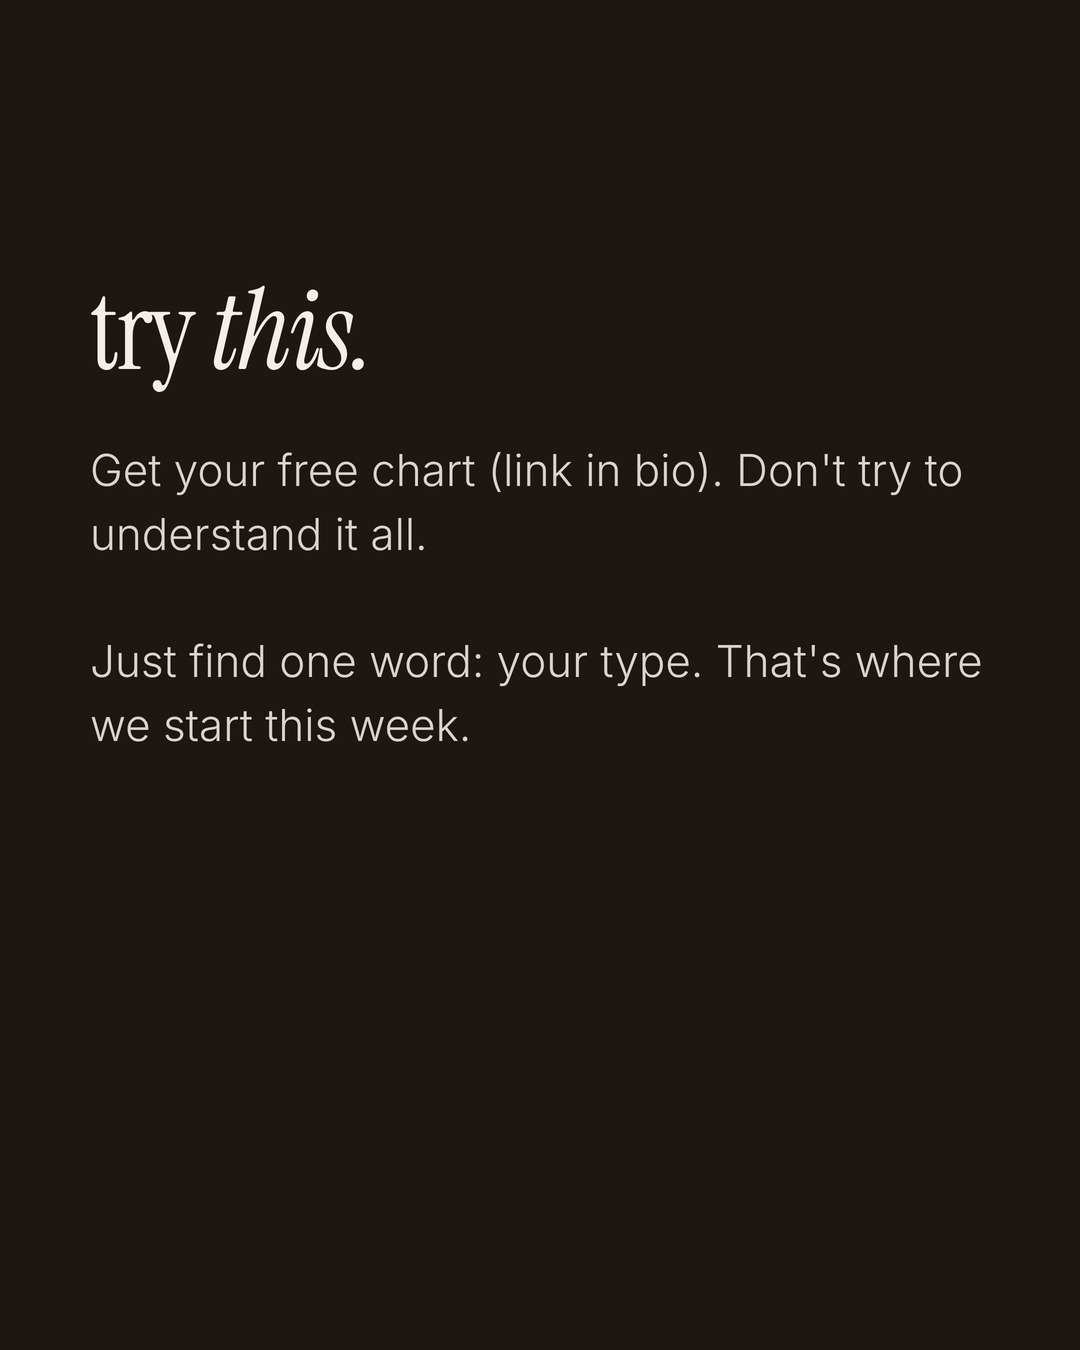 try this.
Get your free chart (link in bio). Don't try to
understand it all.
Just find one word: your type. That's where
we start this week.